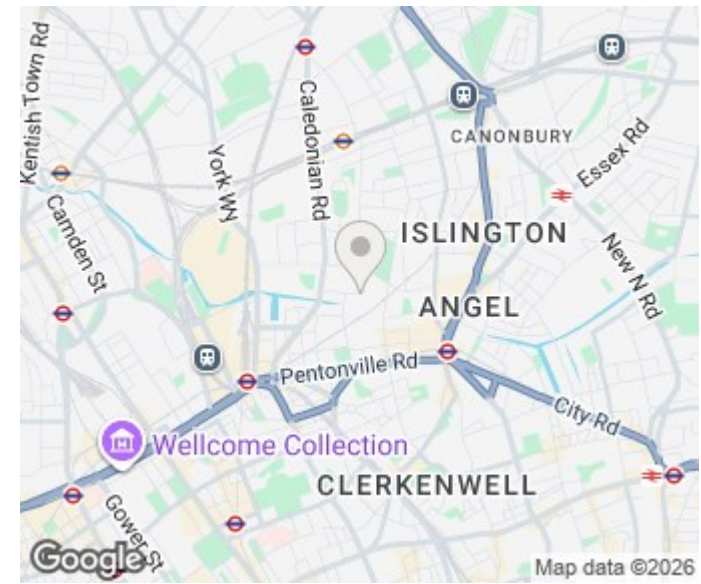 Kentish Town Rd
Camden St
York WY
Caledonian Rd
CANONBURY
Essex Rd
ISLINGTON
New N Rd
ANGEL
Pentonville Rd
City Rd
Wellcome Collection
CLERKENWELL
Gower St
Google
Map data ©2026